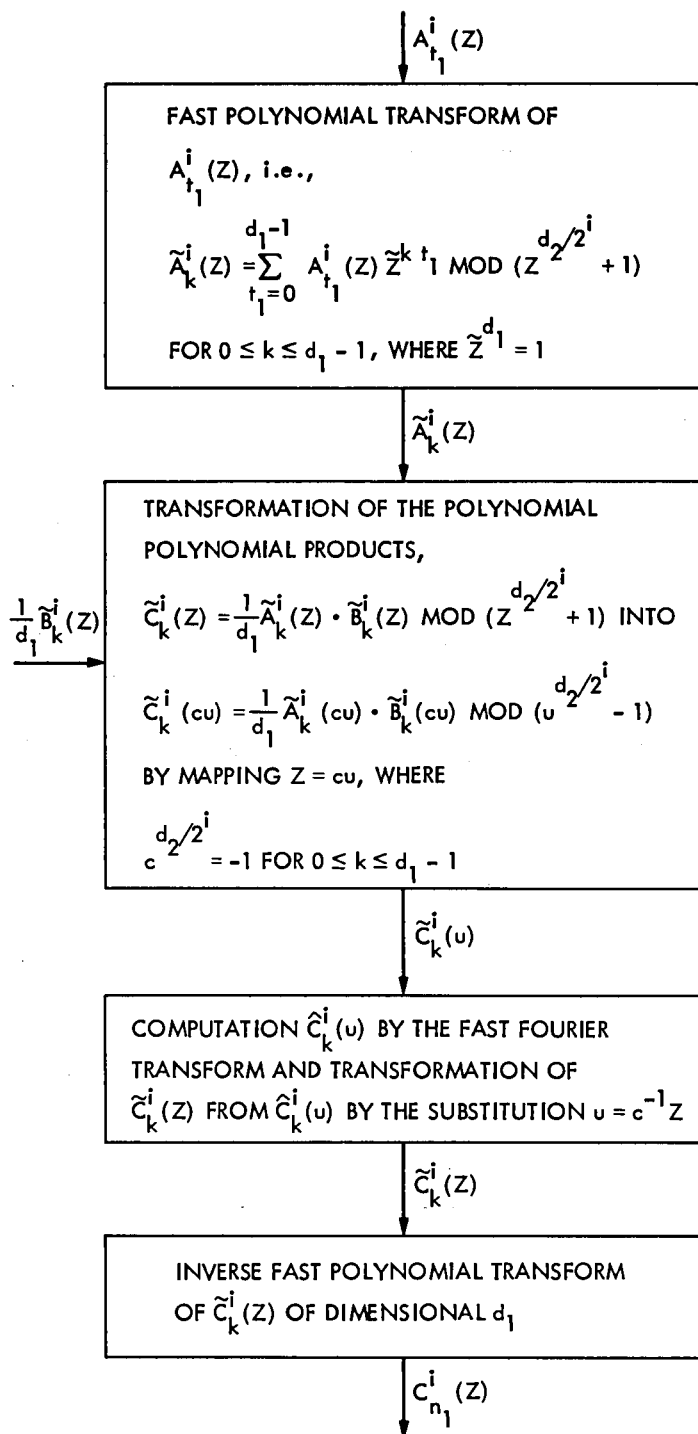 A^i_{t_1}(Z)
FAST POLYNOMIAL TRANSFORM OF
A^i_{t_1}(Z), i.e.,
Ã^i_k(Z) = ∑_{t_1=0}^{d_1-1} A^i_{t_1}(Z) Z̃^{k t_1} MOD (Z^{d_2/2^i} + 1)
FOR 0 ≤ k ≤ d_1 - 1, WHERE Z̃^{d_1} = 1
Ã^i_k(Z)
TRANSFORMATION OF THE POLYNOMIAL
POLYNOMIAL PRODUCTS,
\frac{1}{d_1} B̃^i_k(Z)
C̃^i_k(Z) = \frac{1}{d_1} Ã^i_k(Z) · B̃^i_k(Z) MOD (Z^{d_2/2^i} + 1) INTO
C̃^i_k (cu) = \frac{1}{d_1} Ã^i_k (cu) · B̃^i_k(cu) MOD (u^{d_2/2^i} - 1)
BY MAPPING Z = cu, WHERE
c^{d_2/2^i} = -1 FOR 0 ≤ k ≤ d_1 - 1
C̃^i_k(u)
COMPUTATION Ĉ^i_k(u) BY THE FAST FOURIER
TRANSFORM AND TRANSFORMATION OF
C̃^i_k(Z) FROM Ĉ^i_k(u) BY THE SUBSTITUTION u = c^{-1}Z
C̃^i_k(Z)
INVERSE FAST POLYNOMIAL TRANSFORM
OF C̃^i_k(Z) OF DIMENSIONAL d_1
C^i_{n_1}(Z)